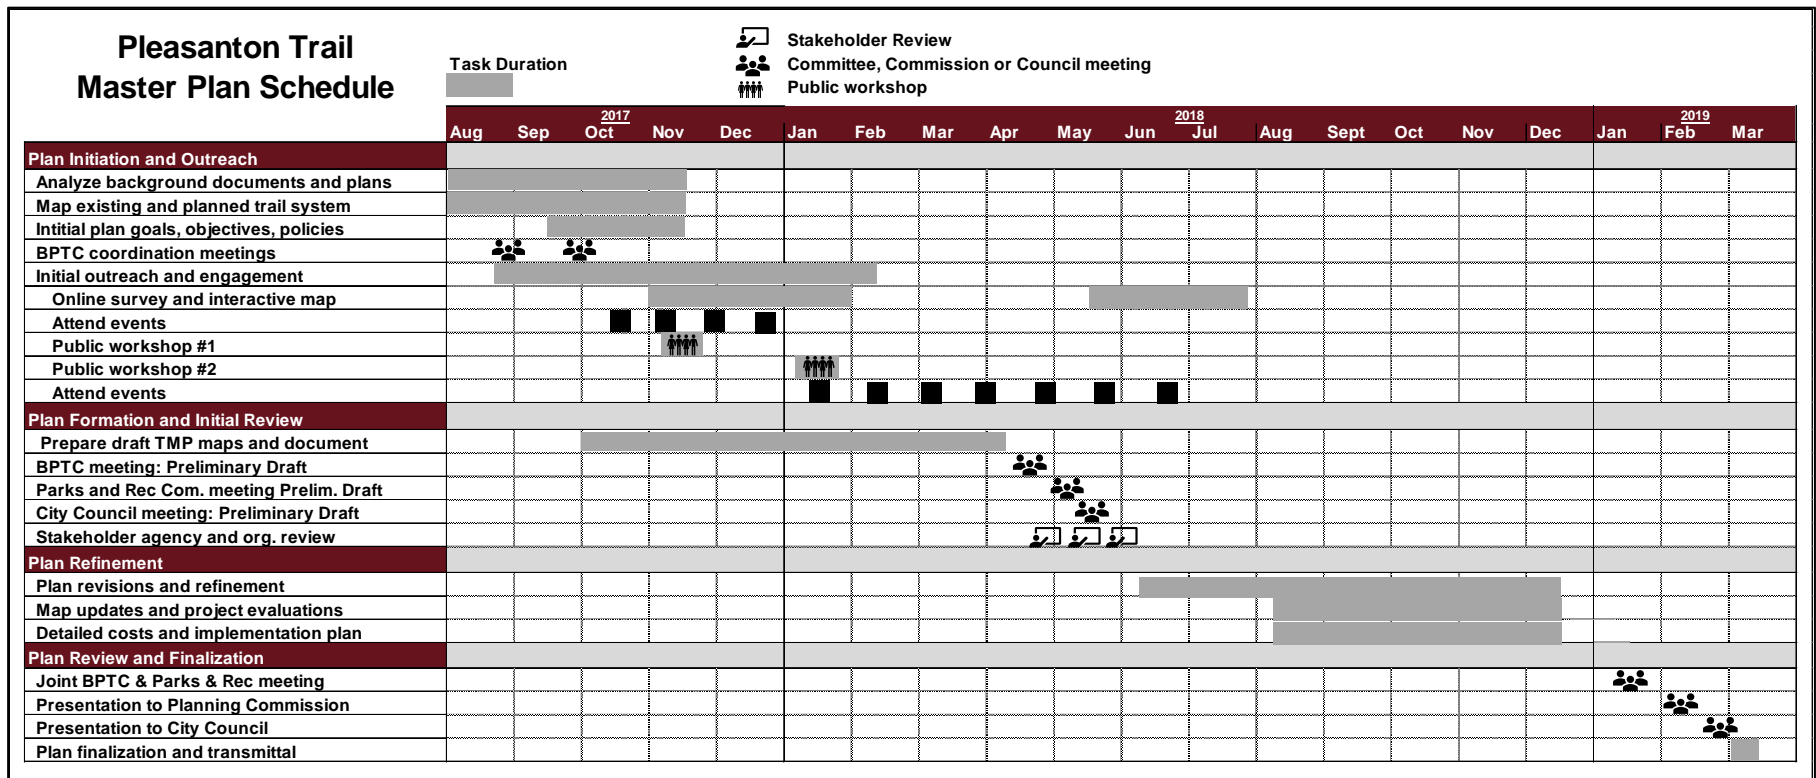 Pleasanton Trail
Master Plan Schedule
Task Duration
Stakeholder Review
Committee, Commission or Council meeting
Public workshop
2017 2018 2019
Aug Sep Oct Nov Dec Jan Feb Mar Apr May Jun Jul Aug Sept Oct Nov Dec Jan Feb Mar
Plan Initiation and Outreach
Analyze background documents and plans
Map existing and planned trail system
Intitial plan goals, objectives, policies
BPTC coordination meetings
Initial outreach and engagement
Online survey and interactive map
Attend events
Public workshop #1
Public workshop #2
Attend events
Plan Formation and Initial Review
Prepare draft TMP maps and document
BPTC meeting: Preliminary Draft
Parks and Rec Com. meeting Prelim. Draft
City Council meeting: Preliminary Draft
Stakeholder agency and org. review
Plan Refinement
Plan revisions and refinement
Map updates and project evaluations
Detailed costs and implementation plan
Plan Review and Finalization
Joint BPTC & Parks & Rec meeting
Presentation to Planning Commission
Presentation to City Council
Plan finalization and transmittal